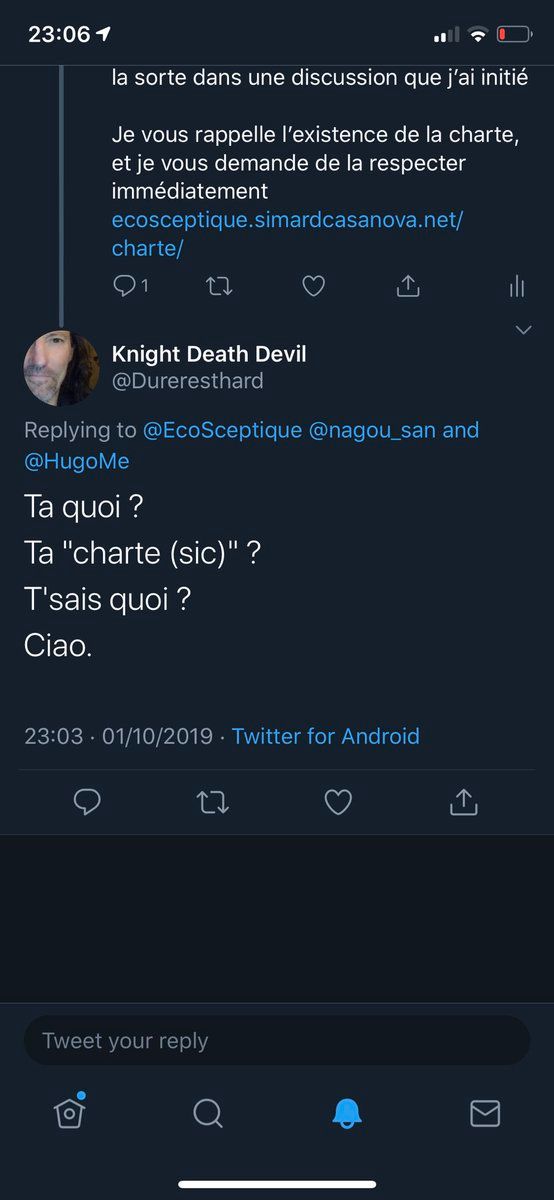 23:06
la sorte dans une discussion que j'ai initié
Je vous rappelle l'existence de la charte,
et je vous demande de la respecter
immédiatement
ecosceptique.simardcasanova.net/
charte/
1
Knight Death Devil
@Dureresthard
Replying to @EcoSceptique @nagou_san and
@HugoMe
Ta quoi ?
Ta "charte (sic)" ?
T'sais quoi ?
Ciao.
23:03 · 01/10/2019 · Twitter for Android
Tweet your reply